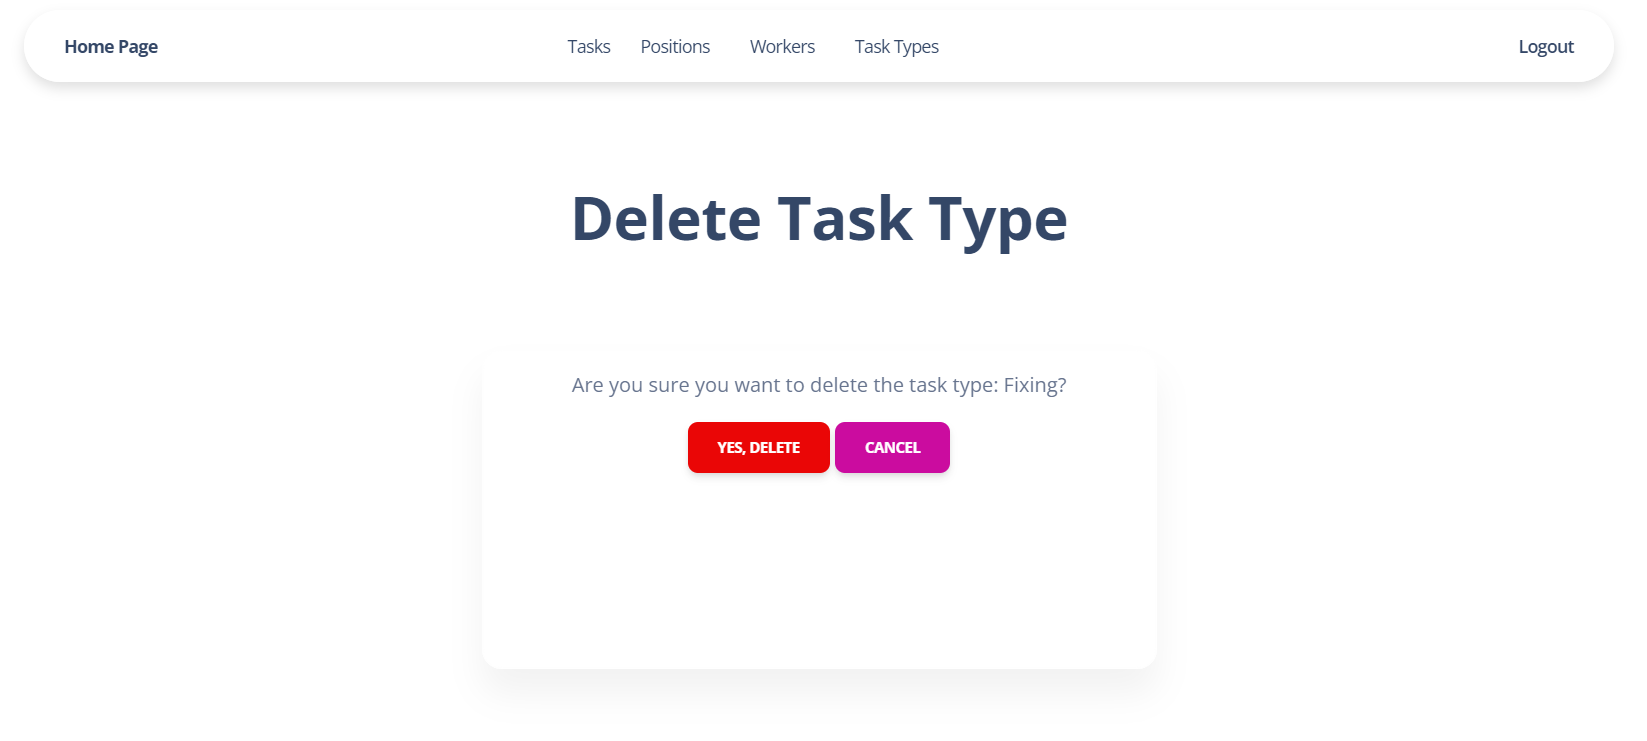 Home Page Tasks Positions Workers Task Types Logout
Delete Task Type
Are you sure you want to delete the task type: Fixing?
YES, DELETE CANCEL